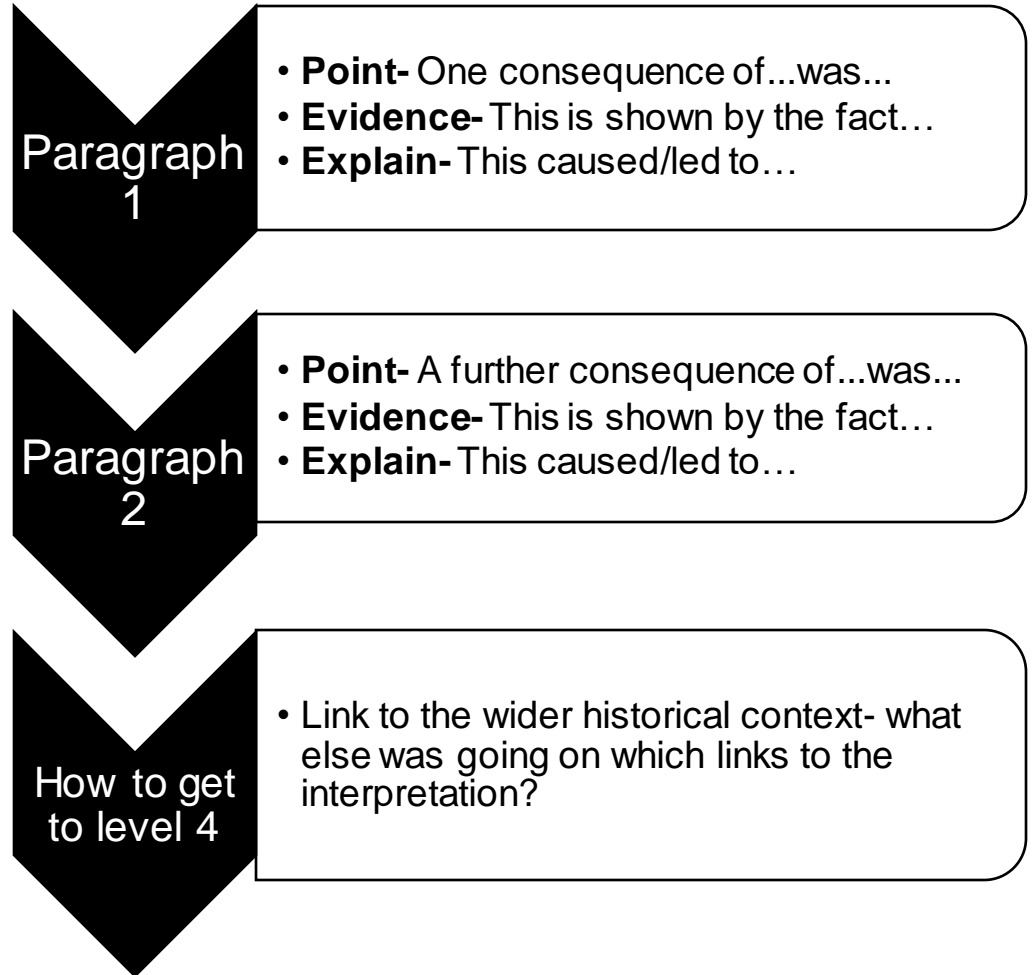 Paragraph
1
• Point- One consequence of...was...
• Evidence- This is shown by the fact…
• Explain- This caused/led to…
Paragraph
2
• Point- A further consequence of...was...
• Evidence- This is shown by the fact…
• Explain- This caused/led to…
How to get
to level 4
• Link to the wider historical context- what
else was going on which links to the
interpretation?